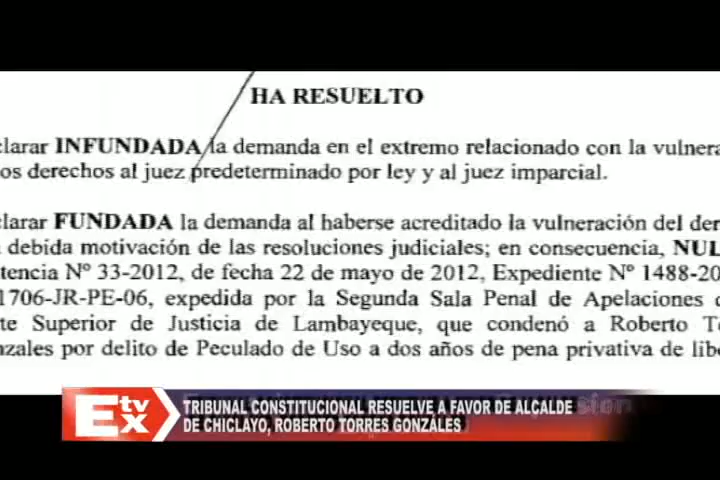 HA RESUELTO
clarar INFUNDADA la demanda en el extremo relacionado con la vulnera
os derechos al juez predeterminado por ley y al juez imparcial.
clarar FUNDADA la demanda al haberse acreditado la vulneración del der
a debida motivación de las resoluciones judiciales; en consecuencia, NUL
tencia Nº 33-2012, de fecha 22 de mayo de 2012, Expediente Nº 1488-20
1706-JR-PE-06, expedida por la Segunda Sala Penal de Apelaciones
te Superior de Justicia de Lambayeque, que condenó a Roberto To
nzales por delito de Peculado de Uso a dos años de pena privativa de libe
Extv
TRIBUNAL CONSTITUCIONAL RESUELVE A FAVOR DE ALCALDE
DE CHICLAYO, ROBERTO TORRES GONZÁLES